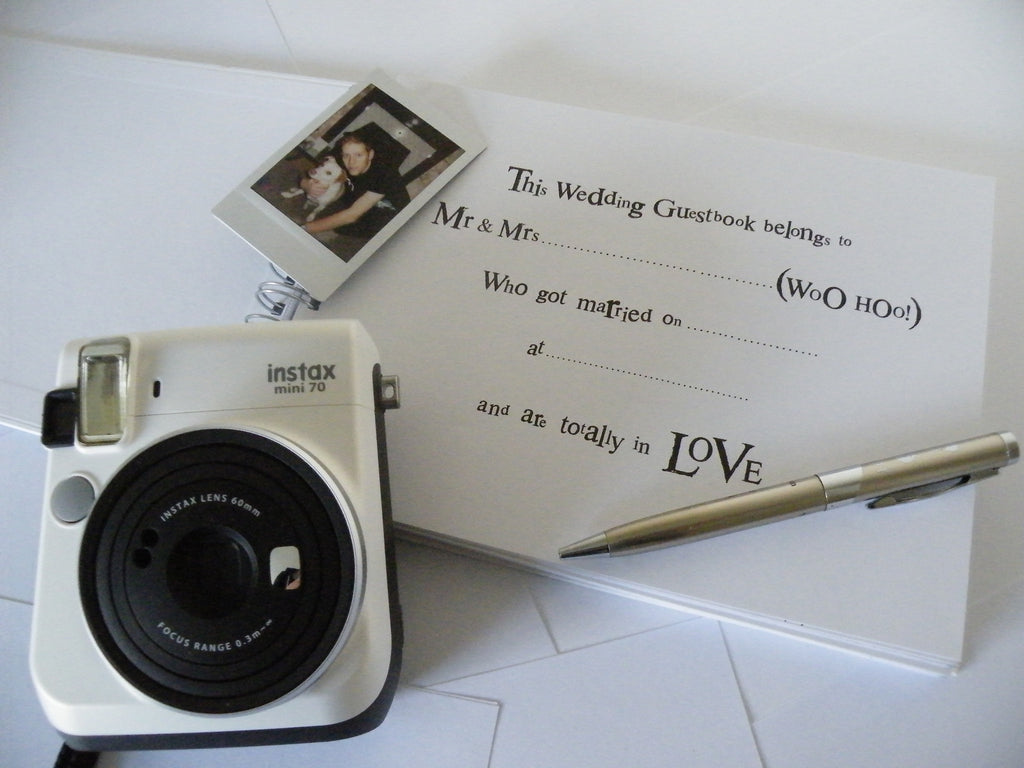 This Wedding Guestbook belongs to
Mr & Mrs.......................................(WoO HOo!)
Who got married on......................
at..................................
and are totally in LOVE
instax
mini 70
INSTAX LENS 60mm
FOCUS RANGE 0.3m~∞